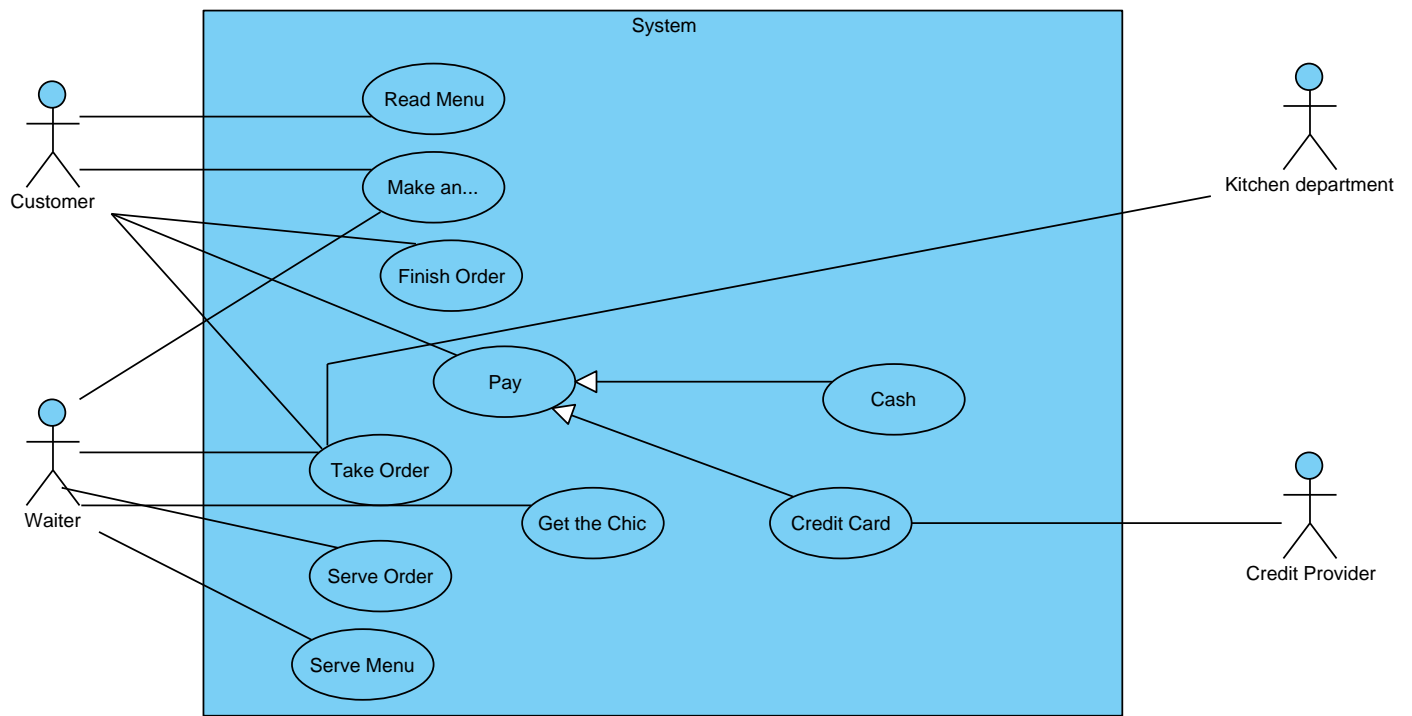 System
Read Menu
Customer
Make an...
Kitchen department
Finish Order
Pay
Cash
Take Order
Waiter
Get the Chic
Credit Card
Serve Order
Credit Provider
Serve Menu